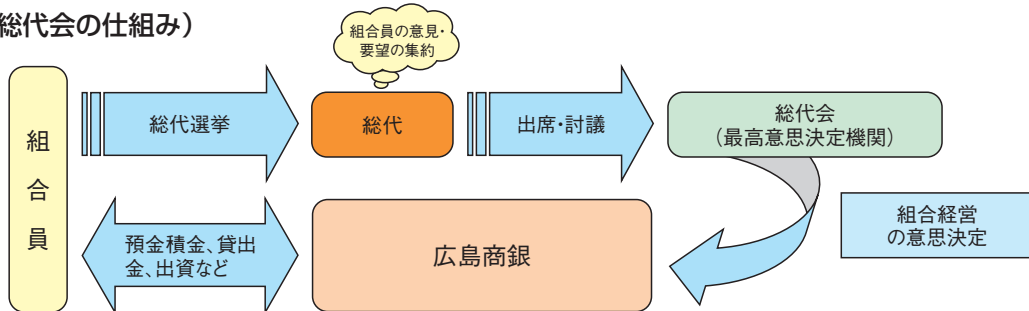 総代会の仕組み）
組合員の意見・
要望の集約
組合員
総代選挙
総代
出席・討議
総代会
（最高意思決定機関）
預金積金、貸出
金、出資など
広島商銀
組合経営
の意思決定